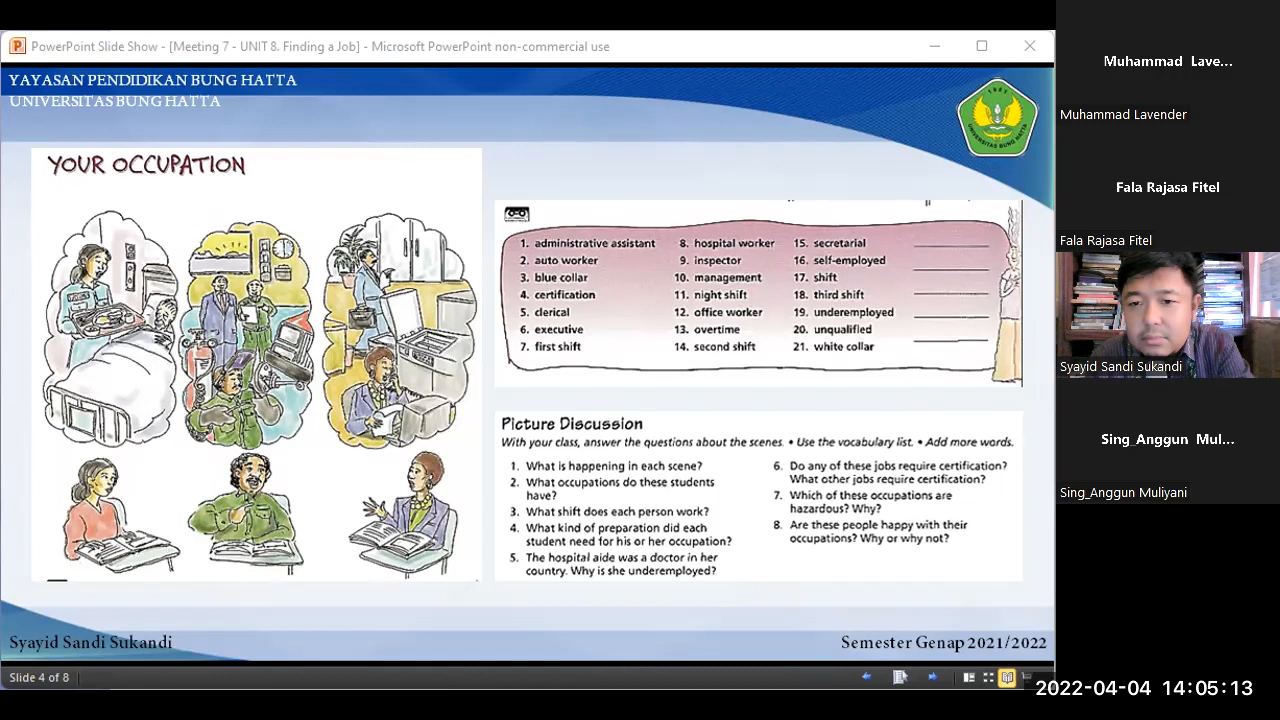 PowerPoint Slide Show - [Meeting 7 - UNIT 8. Finding a Job] - Microsoft PowerPoint non-commercial use
YAYASAN PENDIDIKAN BUNG HATTA
UNIVERSITAS BUNG HATTA
YOUR OCCUPATION
1. administrative assistant
2. auto worker
3. blue collar
4. certification
5. clerical
6. executive
7. first shift
8. hospital worker
9. inspector
10. management
11. night shift
12. office worker
13. overtime
14. second shift
15. secretarial
16. self-employed
17. shift
18. third shift
19. underemployed
20. unqualified
21. white collar
Picture Discussion
With your class, answer the questions about the scenes. • Use the vocabulary list. • Add more words.
1. What is happening in each scene?
2. What occupations do these students
have?
3. What shift does each person work?
4. What kind of preparation did each
student need for his or her occupation?
5. The hospital aide was a doctor in her
country. Why is she underemployed?
6. Do any of these jobs require certification?
What other jobs require certification?
7. Which of these occupations are
hazardous? Why?
8. Are these people happy with their
occupations? Why or why not?
Syayid Sandi Sukandi
Semester Genap 2021/2022
Slide 4 of 8
Muhammad Lave...
Muhammad Lavender
Fala Rajasa Fitel
Fala Rajasa Fitel
Syayid Sandi Sukandi
Sing_Anggun Mul...
Sing_Anggun Muliyani
2022-04-04 14:05:13